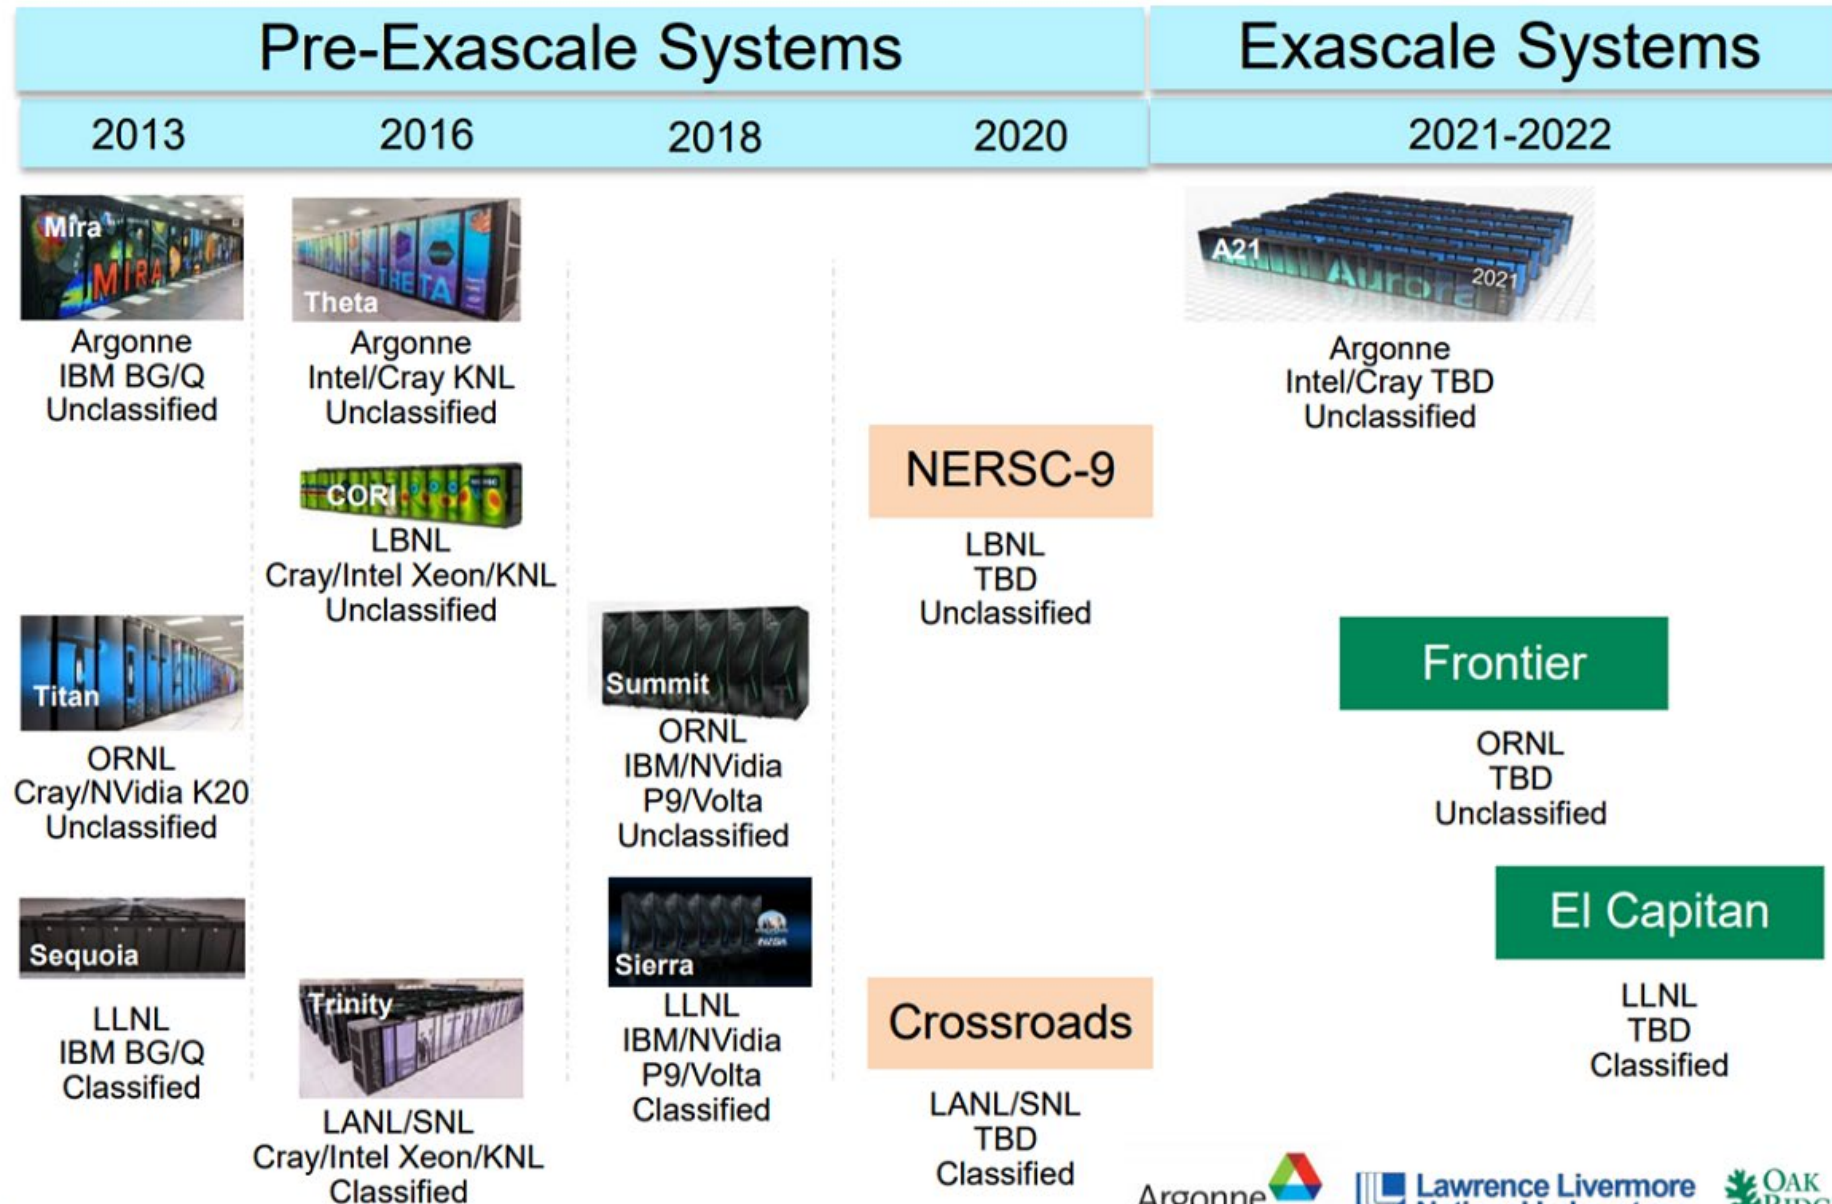 Pre-Exascale Systems
Exascale Systems
2013
2016
2018
2020
2021-2022
Mira
MIRA
Argonne
IBM BG/Q
Unclassified
Titan
ORNL
Cray/NVidia K20
Unclassified
Sequoia
LLNL
IBM BG/Q
Classified
THETA
Theta
Argonne
Intel/Cray KNL
Unclassified
CORI
LBNL
Cray/Intel Xeon/KNL
Unclassified
Trinity
LANL/SNL
Cray/Intel Xeon/KNL
Classified
Summit
ORNL
IBM/NVidia
P9/Volta
Unclassified
Sierra
LLNL
IBM/NVidia
P9/Volta
Classified
NERSC-9
LBNL
TBD
Unclassified
Crossroads
LANL/SNL
TBD
Classified
A21
Aurora
2021
Argonne
Intel/Cray TBD
Unclassified
Frontier
ORNL
TBD
Unclassified
El Capitan
LLNL
TBD
Classified
Argonne
Lawrence Livermore
OAK